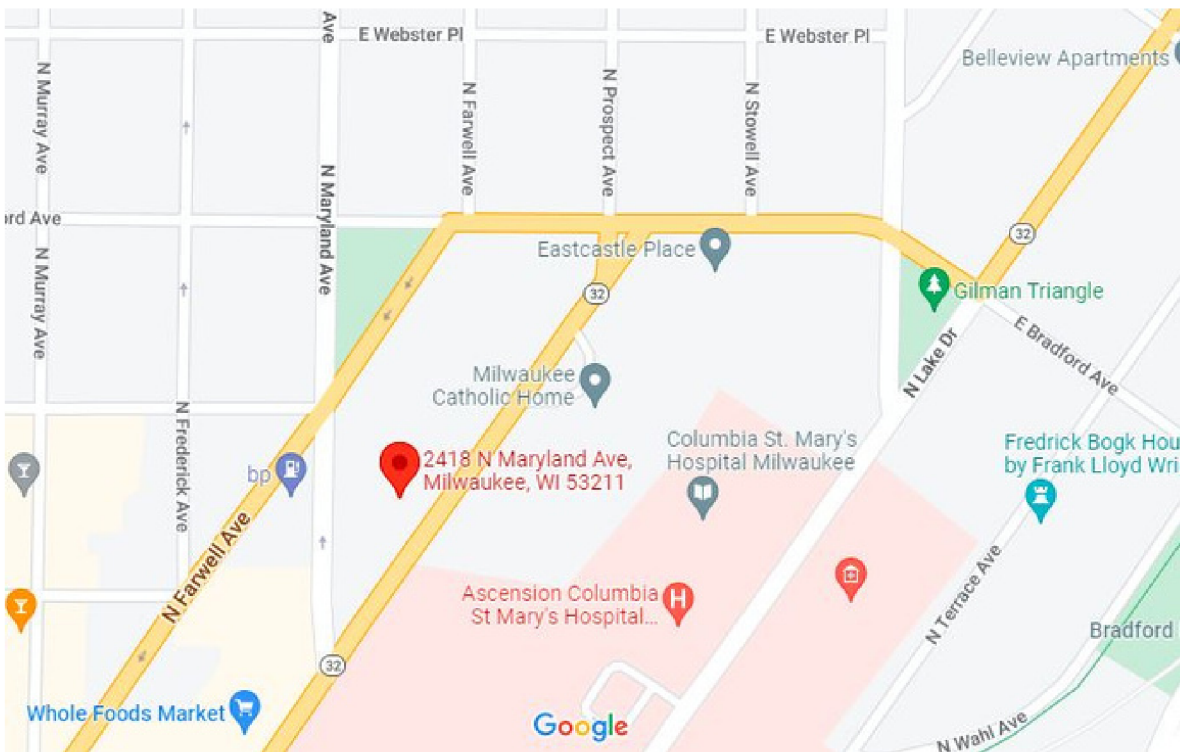 Ave
E Webster Pl
E Webster Pl
Belleview Apartments
N Murray Ave
N Farwell Ave
N Prospect Ave
N Stowell Ave
N Maryland Ave
ord Ave
Eastcastle Place
32
N Murray Ave
32
Gilman Triangle
E Bradford Ave
N Lake Dr
Milwaukee
Catholic Home
N Frederick Ave
Columbia St. Mary's
Hospital Milwaukee
Fredrick Bogk Hou
by Frank Lloyd Wri
bp
2418 N Maryland Ave,
Milwaukee, WI 53211
N Farwell Ave
Ascension Columbia
St Mary's Hospital...
H
N Terrace Ave
Bradford
32
Whole Foods Market
Google
N Wahl Ave